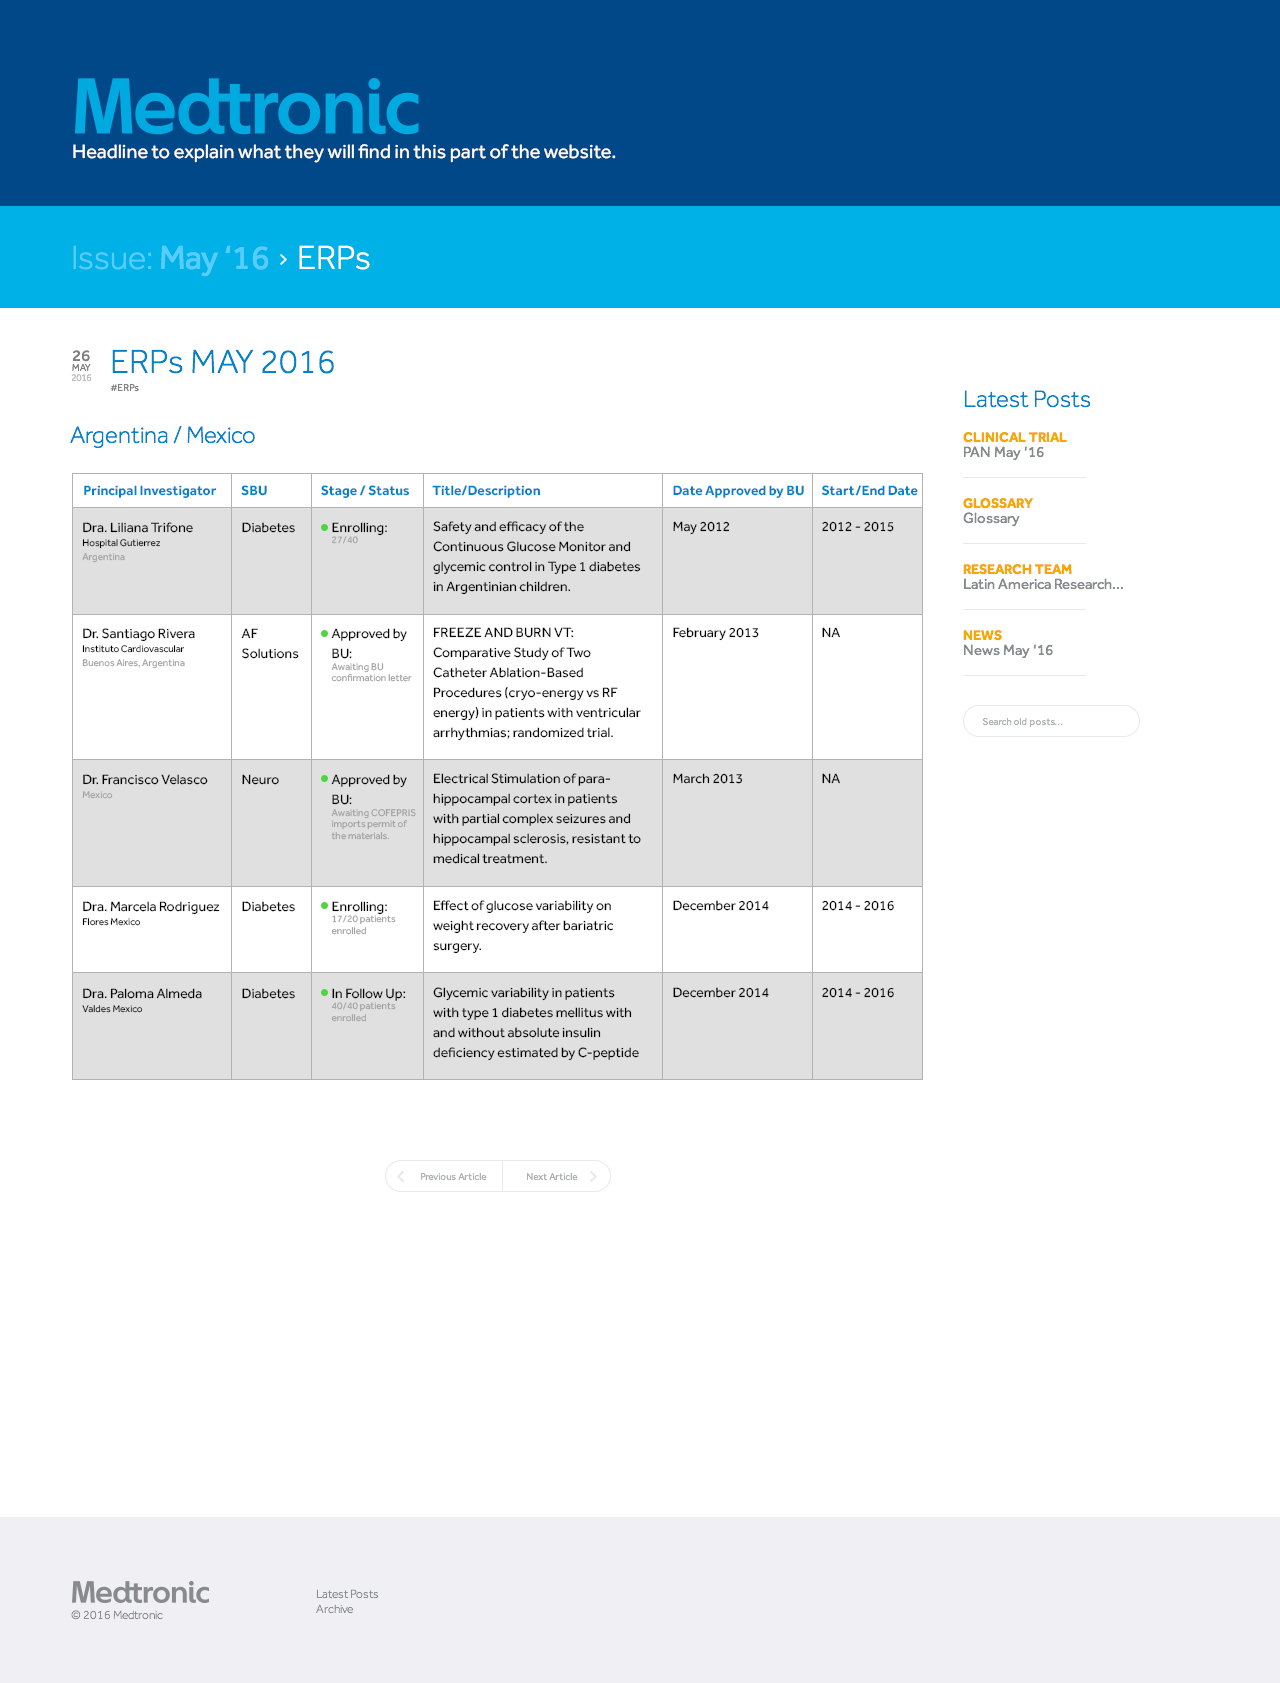 Medtronic
Headline to explain what they will find in this part of the website.
Issue: May ‘16 › ERPs
26
MAY
2016
ERPs MAY 2016
#ERPs
Argentina / Mexico
Principal Investigator SBU Stage / Status Title/Description Date Approved by BU Start/End Date
Dra. Liliana Trifone
Hospital Gutierrez
Argentina
Diabetes
Enrolling:
27/40
Safety and efficacy of the
Continuous Glucose Monitor and
glycemic control in Type 1 diabetes
in Argentinian children.
May 2012
2012 - 2015
Dr. Santiago Rivera
Instituto Cardiovascular
Buenos Aires, Argentina
AF
Solutions
Approved by
BU:
Awaiting BU
confirmation letter
FREEZE AND BURN VT:
Comparative Study of Two
Catheter Ablation-Based
Procedures (cryo-energy vs RF
energy) in patients with ventricular
arrhythmias; randomized trial.
February 2013
NA
Dr. Francisco Velasco
Mexico
Neuro
Approved by
BU:
Awaiting COFEPRIS
imports permit of
the materials.
Electrical Stimulation of para-
hippocampal cortex in patients
with partial complex seizures and
hippocampal sclerosis, resistant to
medical treatment.
March 2013
NA
Dra. Marcela Rodriguez
Flores Mexico
Diabetes
Enrolling:
17/20 patients
enrolled
Effect of glucose variability on
weight recovery after bariatric
surgery.
December 2014
2014 - 2016
Dra. Paloma Almeda
Valdes Mexico
Diabetes
In Follow Up:
40/40 patients
enrolled
Glycemic variability in patients
with type 1 diabetes mellitus with
and without absolute insulin
deficiency estimated by C-peptide
December 2014
2014 - 2016
Latest Posts
CLINICAL TRIAL
PAN May ‘16
GLOSSARY
Glossary
RESEARCH TEAM
Latin America Research...
NEWS
News May ‘16
Search old posts...
Previous Article
Next Article
Medtronic
© 2016 Medtronic
Latest Posts
Archive